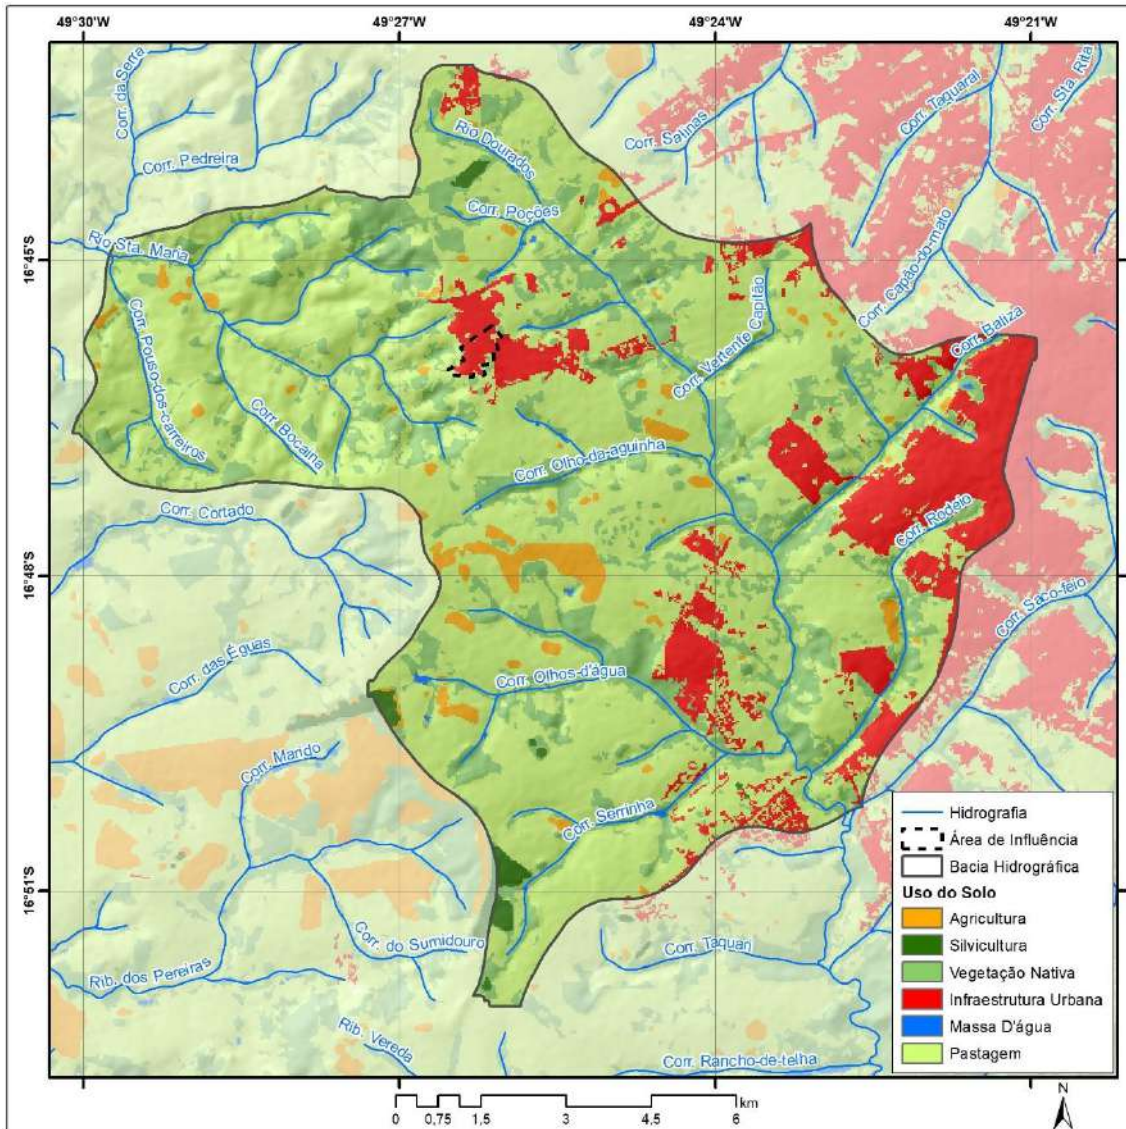 49°30'W 49°27'W 49°24'W 49°21'W
Corr. da Serra
Corr. Pedreira
Rio Dourados
Corr. Salinas
Corr. Taquaral
Corr. Sta. Rita
Corr. Poções
16°45'S
Rio Sta. Maria
Corr. Capão-do-mato
Corr. Vertente Capitão
Corr. Baliza
Corr. Pouso-dos-carreiros
Corr. Bocaina
Corr. Olho-da-aguinha
Corr. Cortado
Corr. Rodeio
16°48'S
Corr. Saco-feio
Corr. das Éguas
Corr. Olhos-d'água
Corr. Mando
Corr. Serrinha
16°51'S
Corr. do Sumidouro
Rib. dos Pereiras
Corr. Taquari
Rib. Vereda
Corr. Rancho-de-telha
Hidrografia
Área de Influência
Bacia Hidrográfica
Uso do Solo
Agricultura
Silvicultura
Vegetação Nativa
Infraestrutura Urbana
Massa D'água
Pastagem
km
0 0,75 1,5 3 4,5 6
N